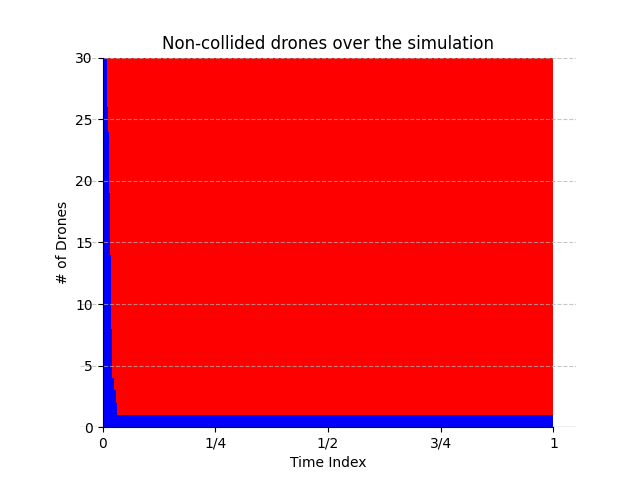 Non-collided drones over the simulation
30
25
20
15
10
5
0
# of Drones
0 1/4 1/2 3/4 1
Time Index